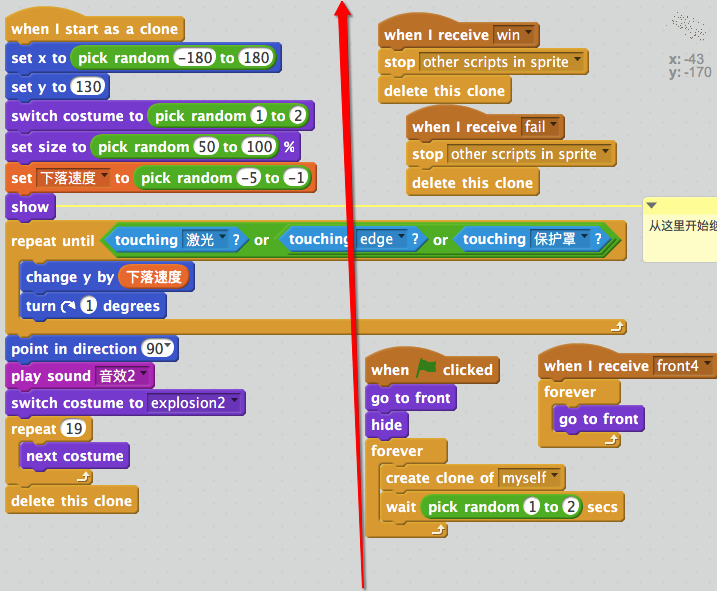 when I start as a clone
set x to pick random -180 to 180
set y to 130
switch costume to pick random 1 to 2
set size to pick random 50 to 100 %
set 下落速度 to pick random -5 to -1
show
repeat until touching 激光 ? or touching edge ? or touching 保护罩 ?
change y by 下落速度
turn 1 degrees
point in direction 90
play sound 音效2
switch costume to explosion2
repeat 19
next costume
delete this clone
when I receive win
stop other scripts in sprite
delete this clone
when I receive fail
stop other scripts in sprite
delete this clone
x: -43
y: -170
从这里开始继
when clicked
go to front
hide
forever
create clone of myself
wait pick random 1 to 2 secs
when I receive front4
forever
go to front